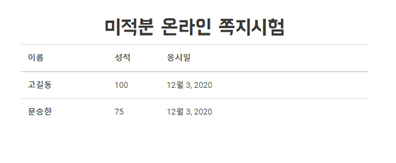 미적분 온라인 쪽지시험
이름 성적 응시일
고길동 100 12월 3, 2020
문승한 75 12월 3, 2020